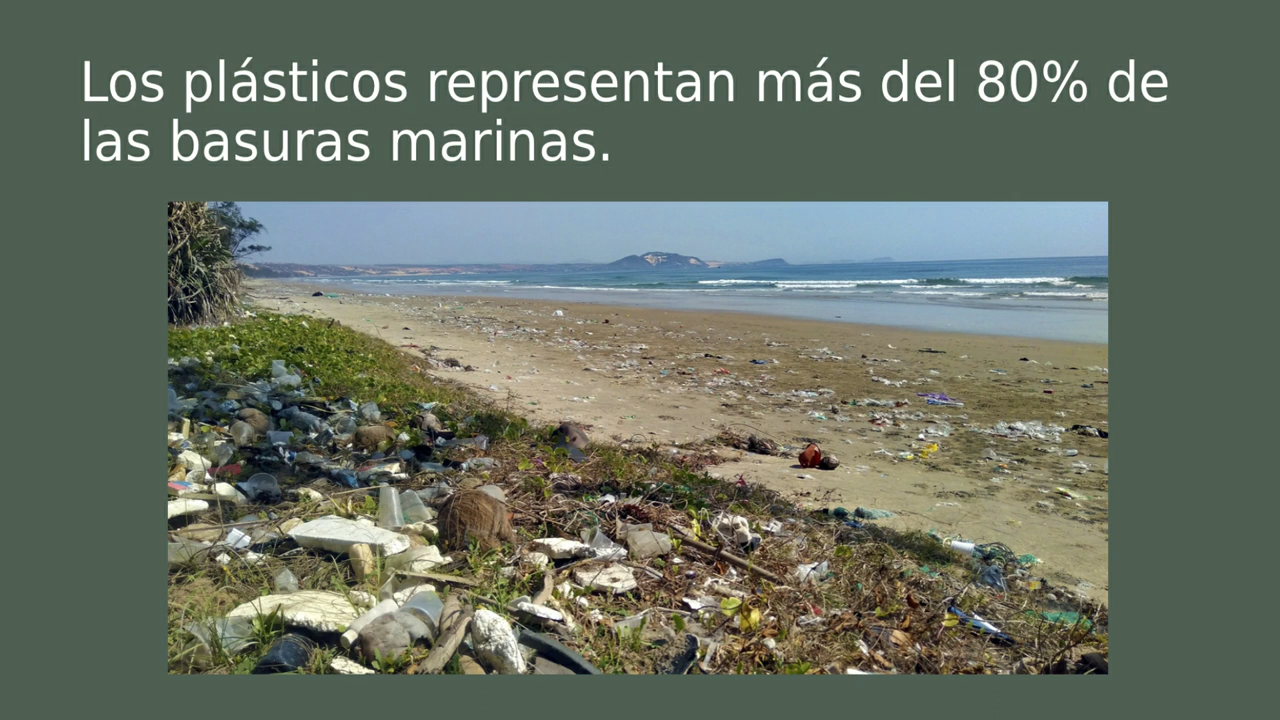 Los plásticos representan más del 80% de
las basuras marinas.